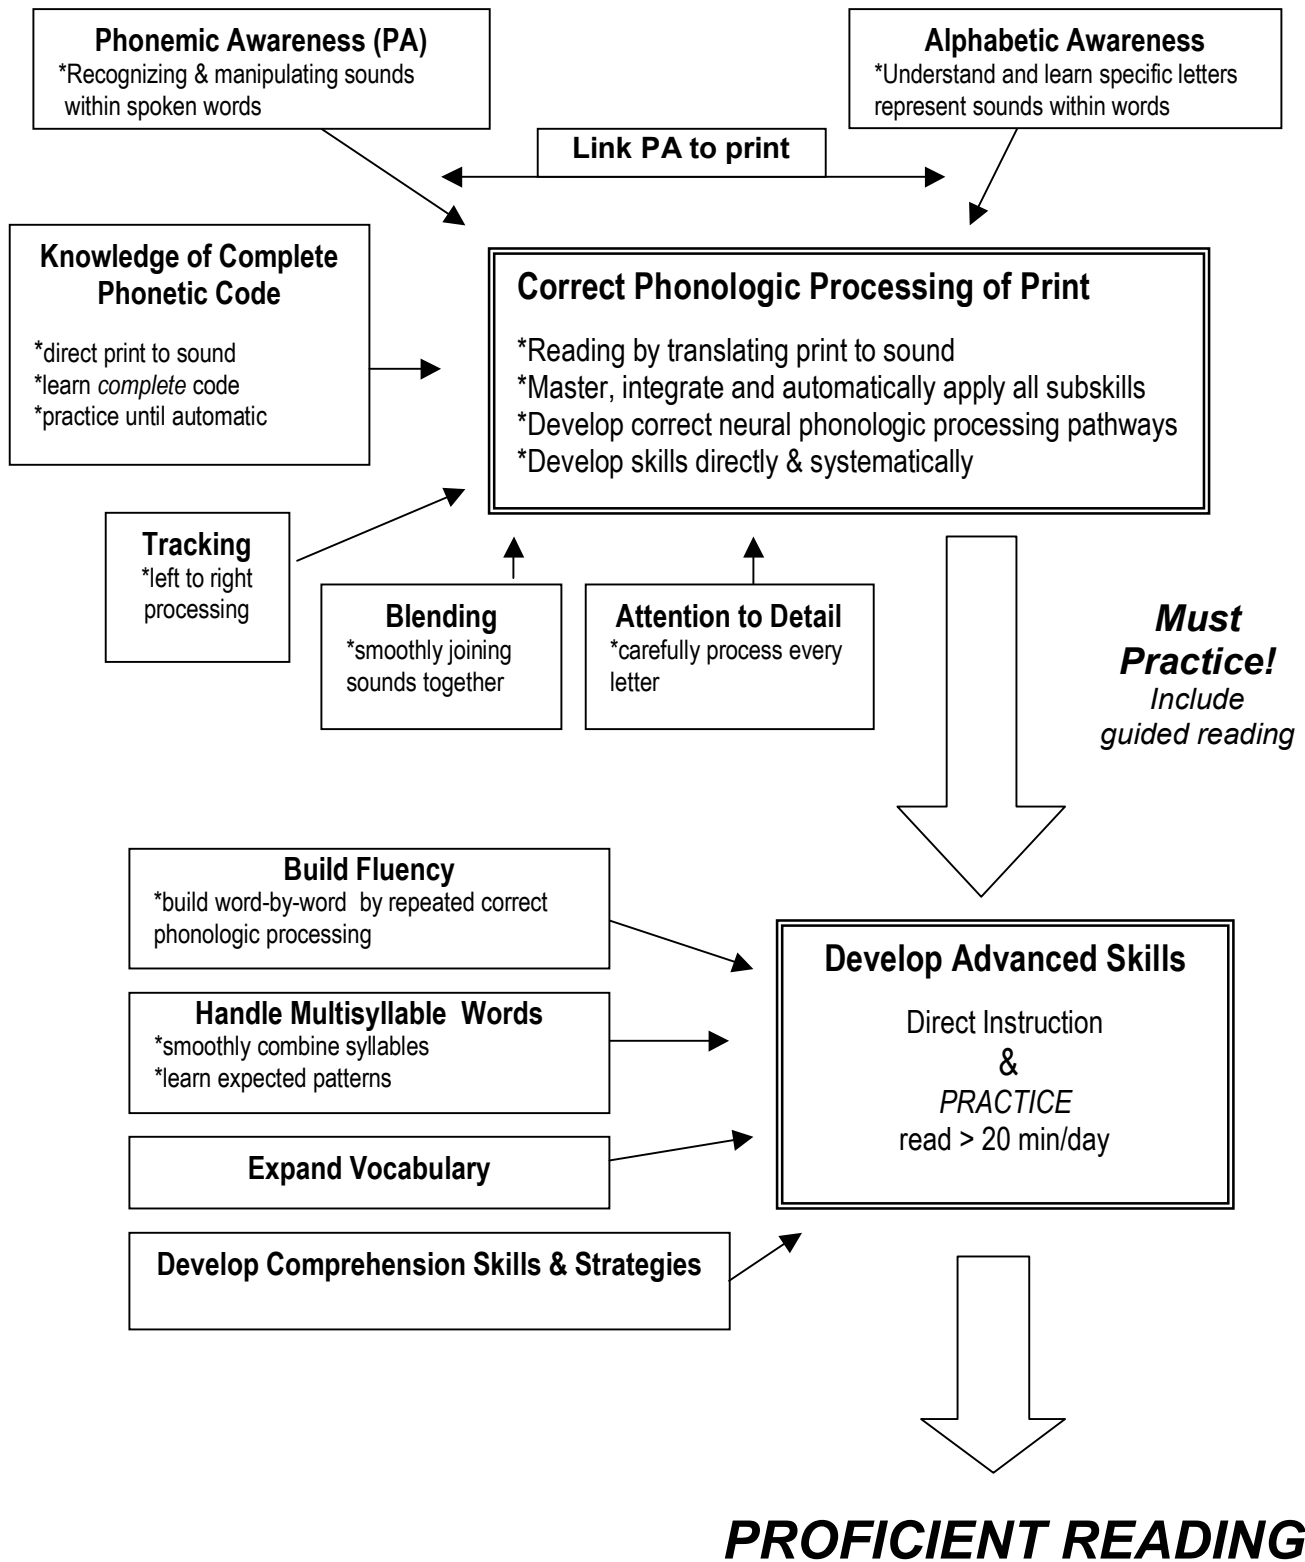 Phonemic Awareness (PA)
*Recognizing & manipulating sounds
within spoken words
Alphabetic Awareness
*Understand and learn specific letters
represent sounds within words
Link PA to print
Knowledge of Complete
Phonetic Code
*direct print to sound
*learn complete code
*practice until automatic
Correct Phonologic Processing of Print
*Reading by translating print to sound
*Master, integrate and automatically apply all subskills
*Develop correct neural phonologic processing pathways
*Develop skills directly & systematically
Tracking
*left to right
processing
Blending
*smoothly joining
sounds together
Attention to Detail
*carefully process every
letter
Must
Practice!
Include
guided reading
Build Fluency
*build word-by-word by repeated correct
phonologic processing
Handle Multisyllable Words
*smoothly combine syllables
*learn expected patterns
Expand Vocabulary
Develop Comprehension Skills & Strategies
Develop Advanced Skills
Direct Instruction
&
PRACTICE
read > 20 min/day
PROFICIENT READING